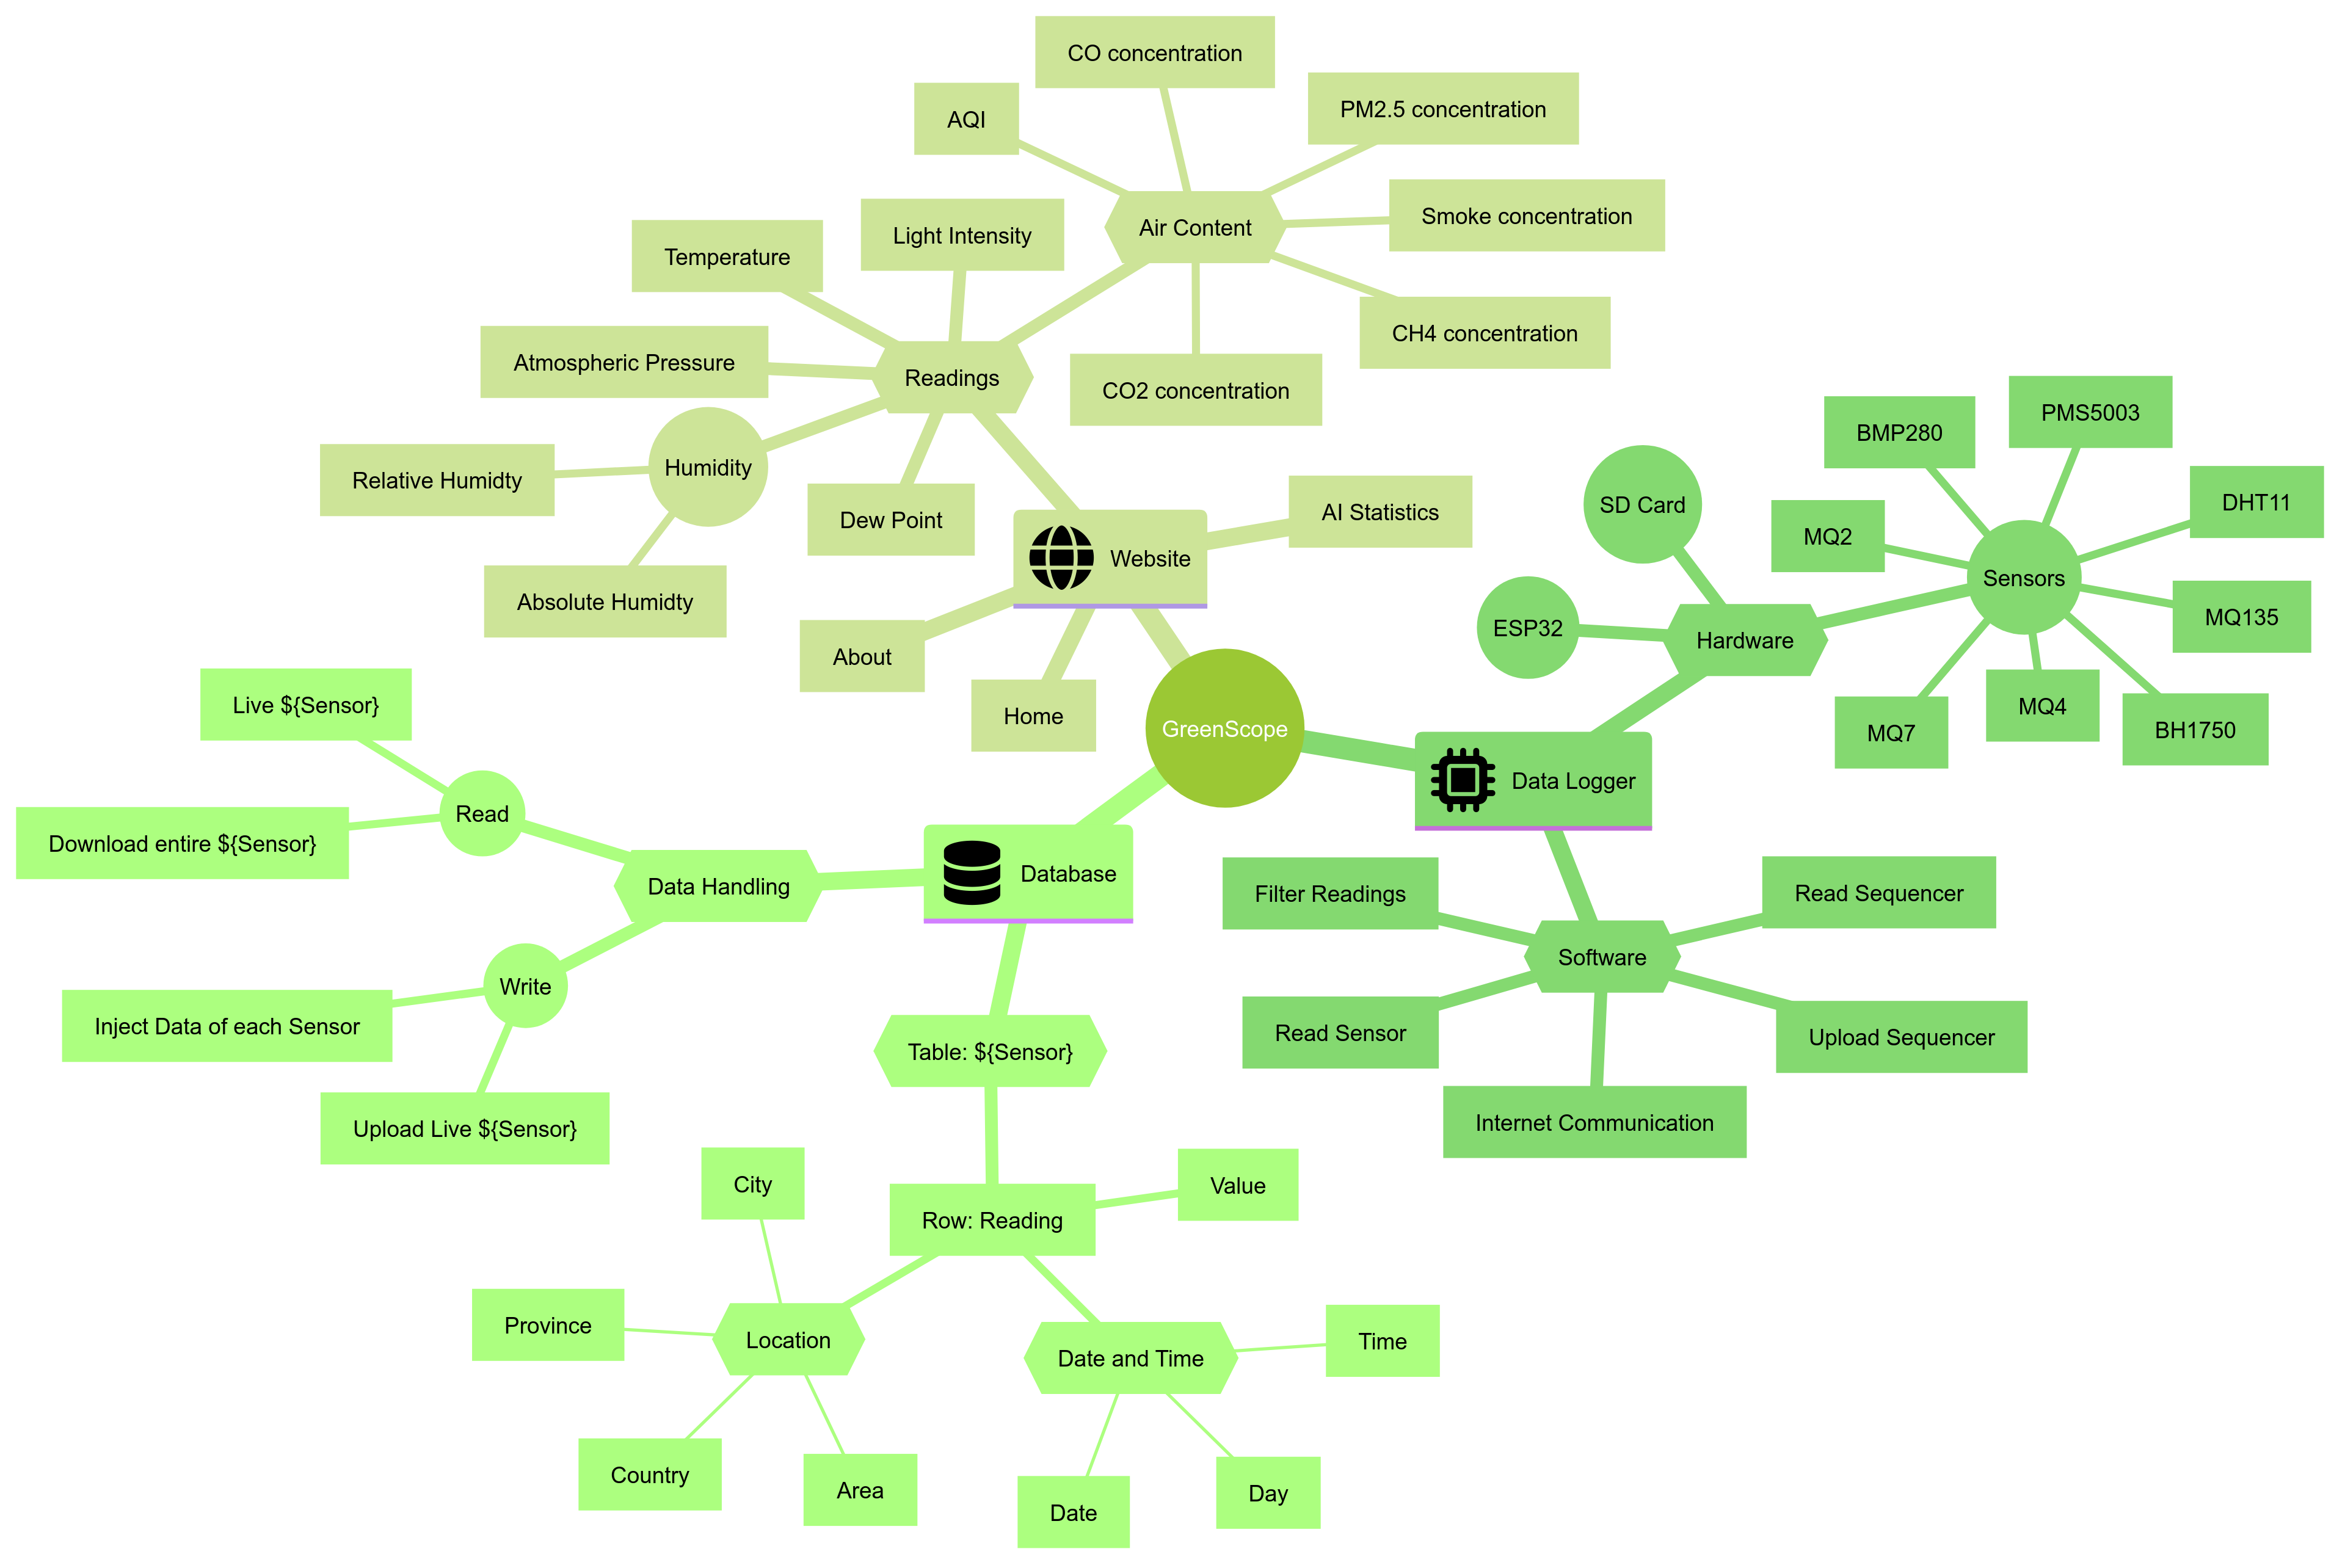 CO concentration
PM2.5 concentration
AQI
Smoke concentration
Air Content
Light Intensity
Temperature
CH4 concentration
Atmospheric Pressure
Readings
CO2 concentration
Humidity
Relative Humidty
Dew Point
Absolute Humidty
AI Statistics
Website
About
Home
GreenScope
PMS5003
BMP280
DHT11
SD Card
MQ2
Sensors
MQ135
ESP32
Hardware
MQ4
MQ7
BH1750
Data Logger
Filter Readings
Read Sequencer
Software
Read Sensor
Upload Sequencer
Internet Communication
Live ${Sensor}
Read
Download entire ${Sensor}
Data Handling
Database
Write
Inject Data of each Sensor
Upload Live ${Sensor}
Table: ${Sensor}
Row: Reading
Value
City
Province
Location
Country
Area
Date and Time
Time
Date
Day